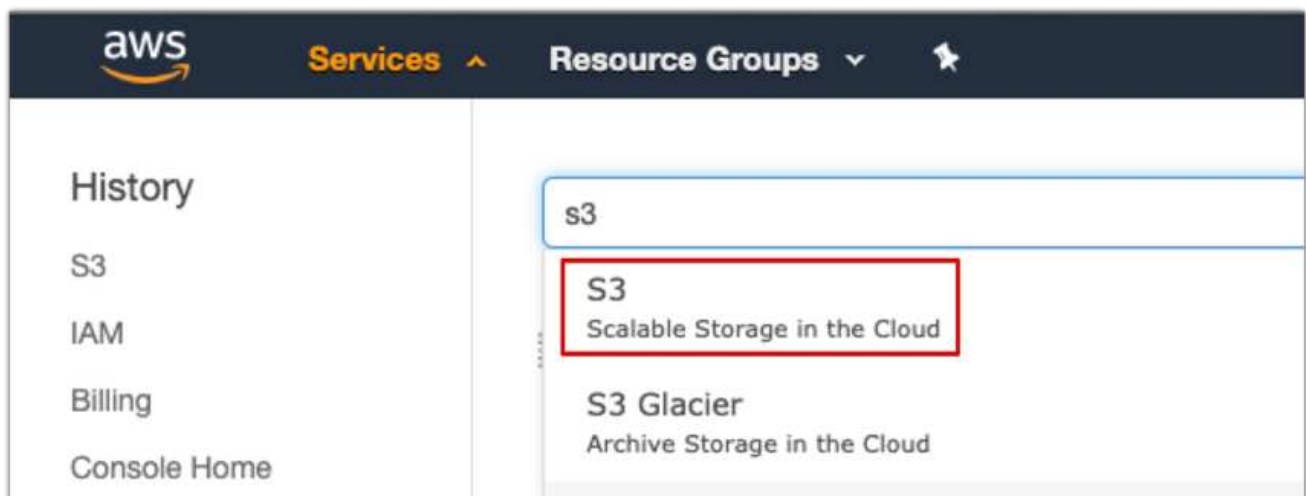 aws
Services
Resource Groups
History
S3
IAM
Billing
Console Home
s3
S3
Scalable Storage in the Cloud
S3 Glacier
Archive Storage in the Cloud